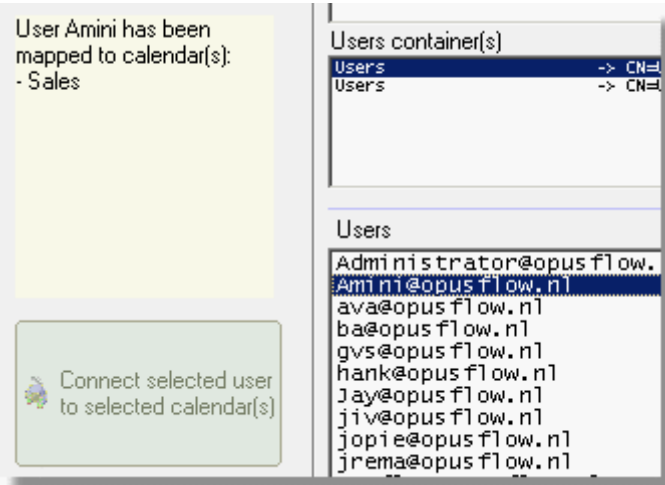 User Amini has been
mapped to calendar(s):
- Sales
Connect selected user
to selected calendar(s)
Users container(s)
Users -> CN=
Users -> CN=
Users
Administrator@opusflow.
Amini@opusflow.nl
ava@opusflow.nl
ba@opusflow.nl
gvs@opusflow.nl
hank@opusflow.nl
Jay@opusflow.nl
jiv@opusflow.nl
jopie@opusflow.nl
jrema@opusflow.nl